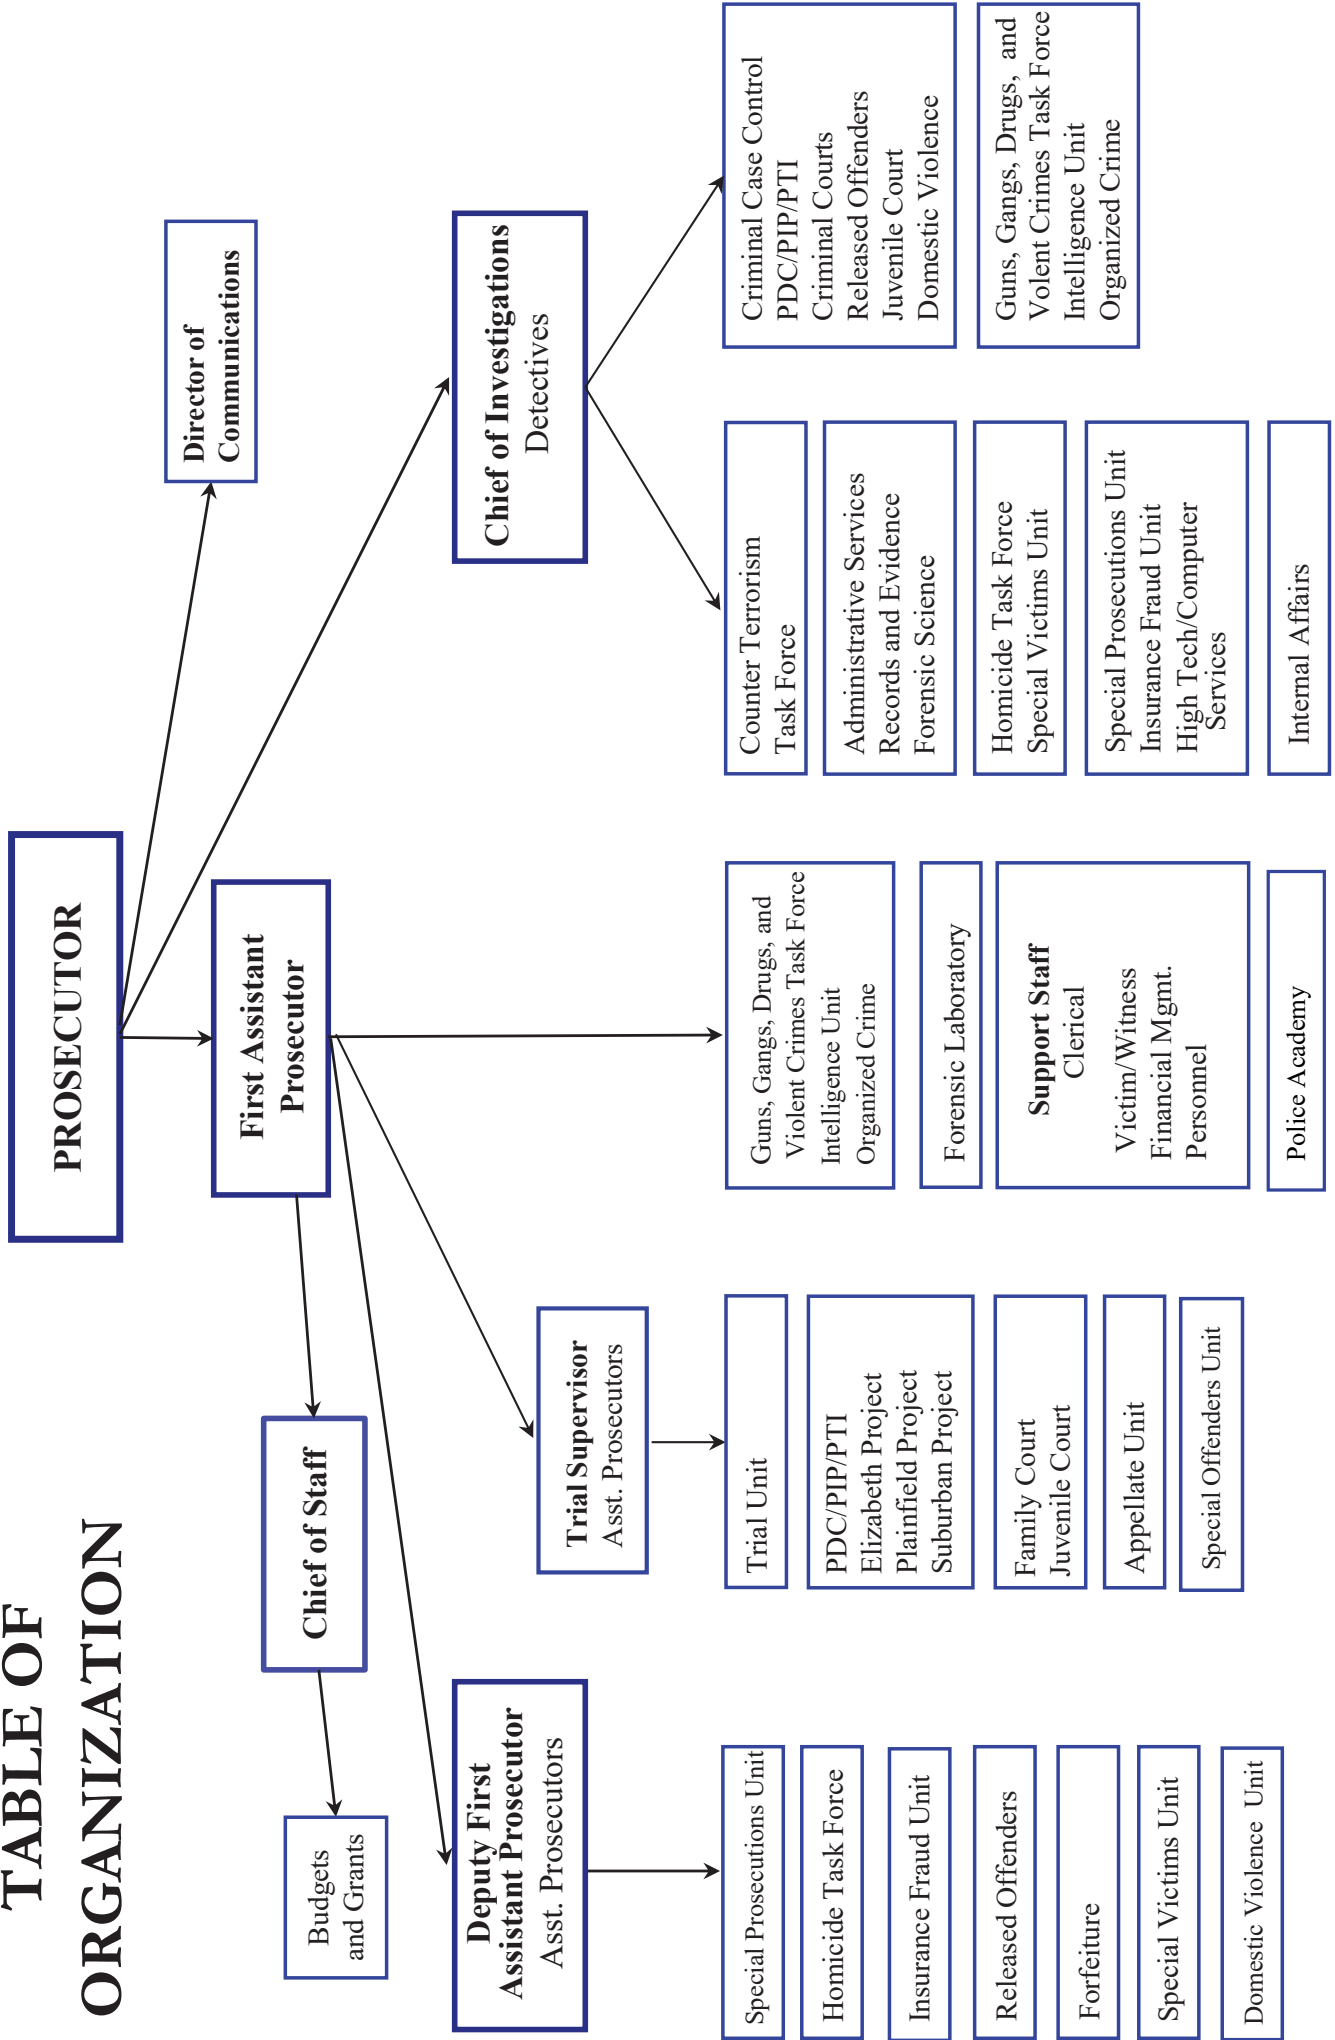 TABLE OF
ORGANIZATION
PROSECUTOR
Director of
Communications
First Assistant
Prosecutor
Chief of Staff
Budgets
and Grants
Deputy First
Assistant Prosecutor
Asst. Prosecutors
Trial Supervisor
Asst. Prosecutors
Chief of Investigations
Detectives
Special Prosecutions Unit
Homicide Task Force
Insurance Fraud Unit
Released Offenders
Forfeiture
Special Victims Unit
Domestic Violence Unit
Trial Unit
PDC/PIP/PTI
Elizabeth Project
Plainfield Project
Suburban Project
Family Court
Juvenile Court
Appellate Unit
Special Offenders Unit
Guns, Gangs, Drugs, and
Violent Crimes Task Force
Intelligence Unit
Organized Crime
Forensic Laboratory
Support Staff
Clerical
Victim/Witness
Financial Mgmt.
Personnel
Police Academy
Counter Terrorism
Task Force
Administrative Services
Records and Evidence
Forensic Science
Homicide Task Force
Special Victims Unit
Special Prosecutions Unit
Insurance Fraud Unit
High Tech/Computer
Services
Internal Affairs
Criminal Case Control
PDC/PIP/PTI
Criminal Courts
Released Offenders
Juvenile Court
Domestic Violence
Guns, Gangs, Drugs, and
Volent Crimes Task Force
Intelligence Unit
Organized Crime